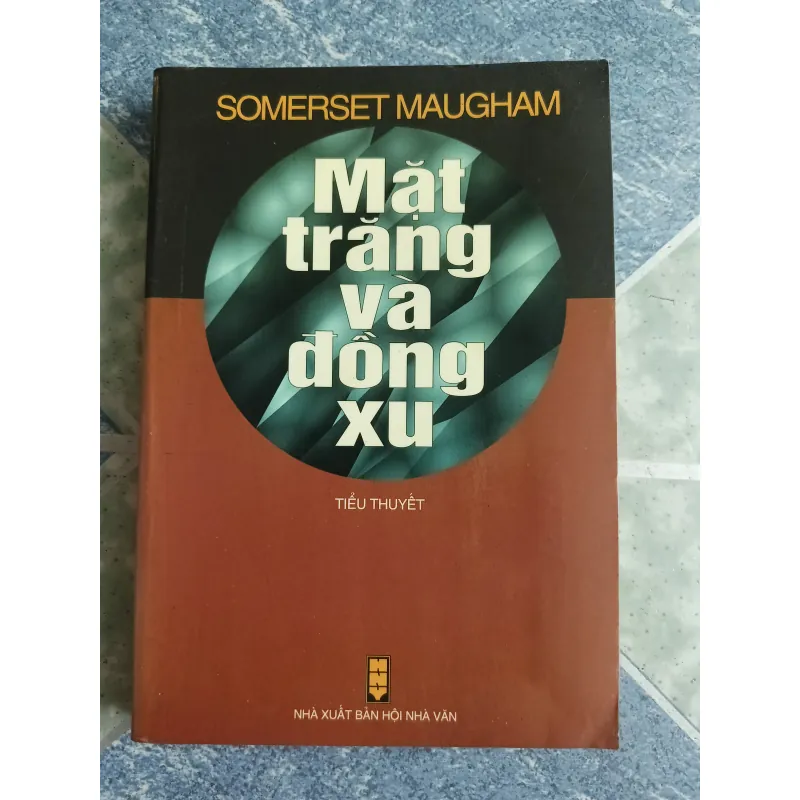 SOMERSET MAUGHAM
Mặt
trăng
và
đồng
xu
TIỂU THUYẾT
NHÀ XUẤT BẢN HỘI NHÀ VĂN